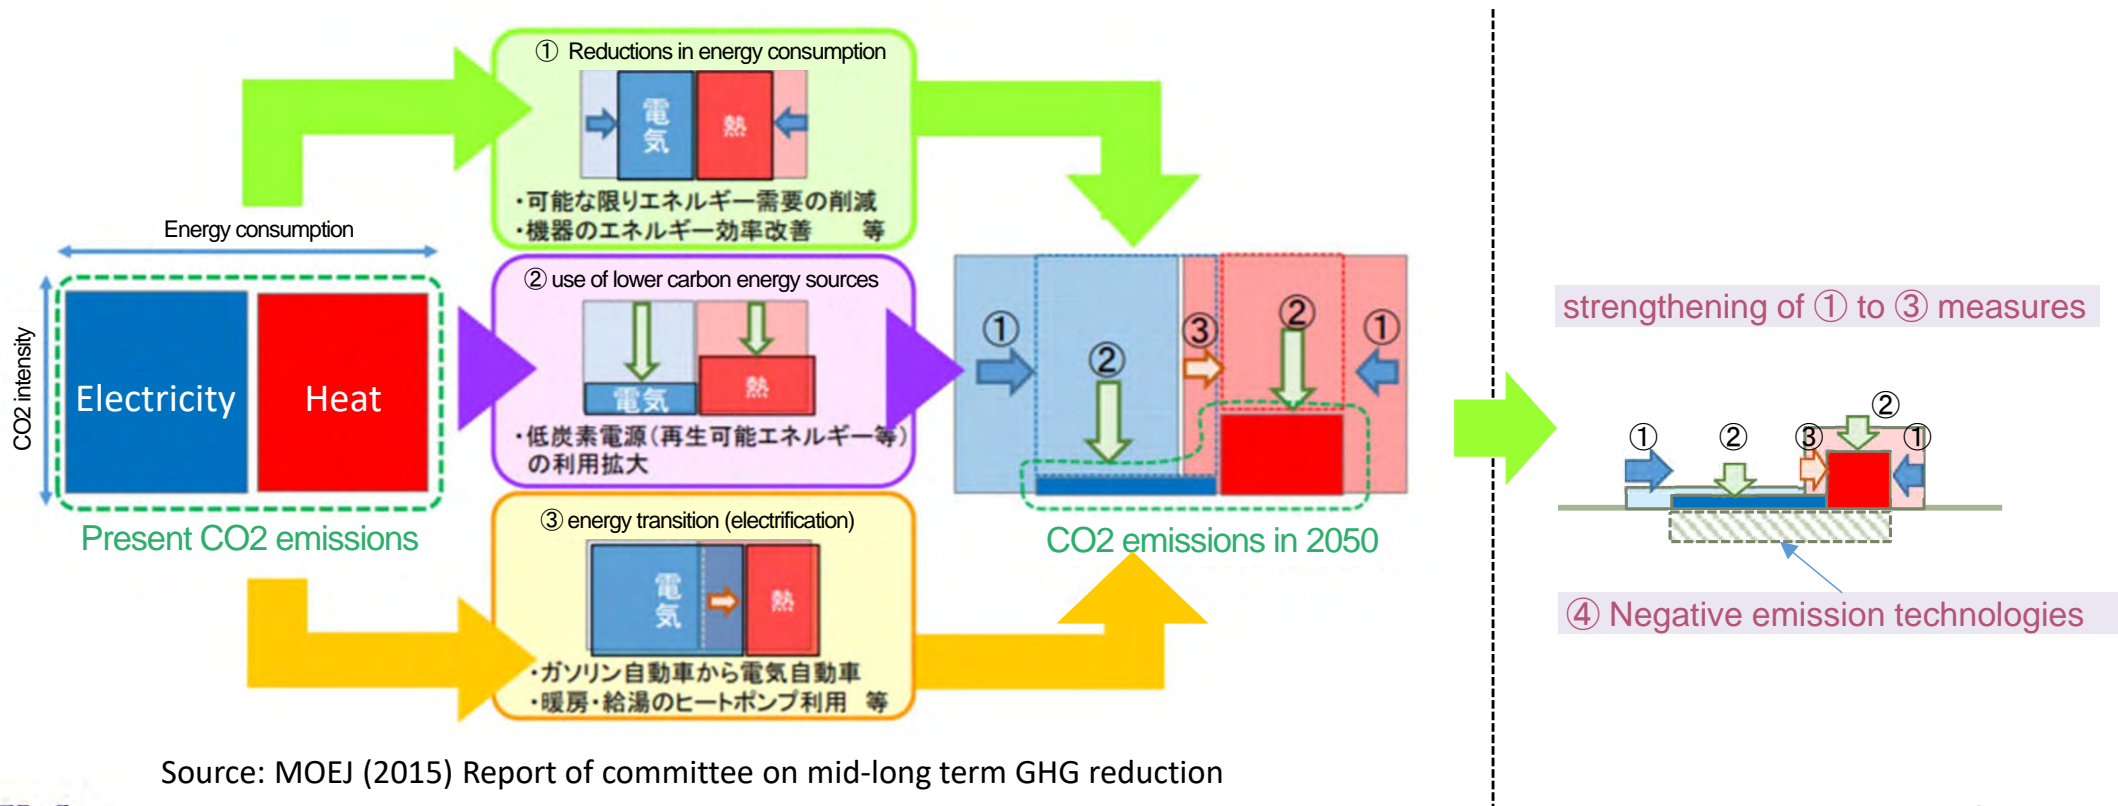 ① Reductions in energy consumption
電
気
熱
・可能な限りエネルギー需要の削減
・機器のエネルギー効率改善 等
Energy consumption
CO2 intensity
Electricity
Heat
Present CO2 emissions
② use of lower carbon energy sources
電気
熱
・低炭素電源(再生可能エネルギー等)
の利用拡大
③ energy transition (electrification)
電
気
熱
・ガソリン自動車から電気自動車
・暖房・給湯のヒートポンプ利用 等
①
②
③
②
①
CO2 emissions in 2050
strengthening of ① to ③ measures
①
②
③
②
①
④ Negative emission technologies
Source: MOEJ (2015) Report of committee on mid-long term GHG reduction